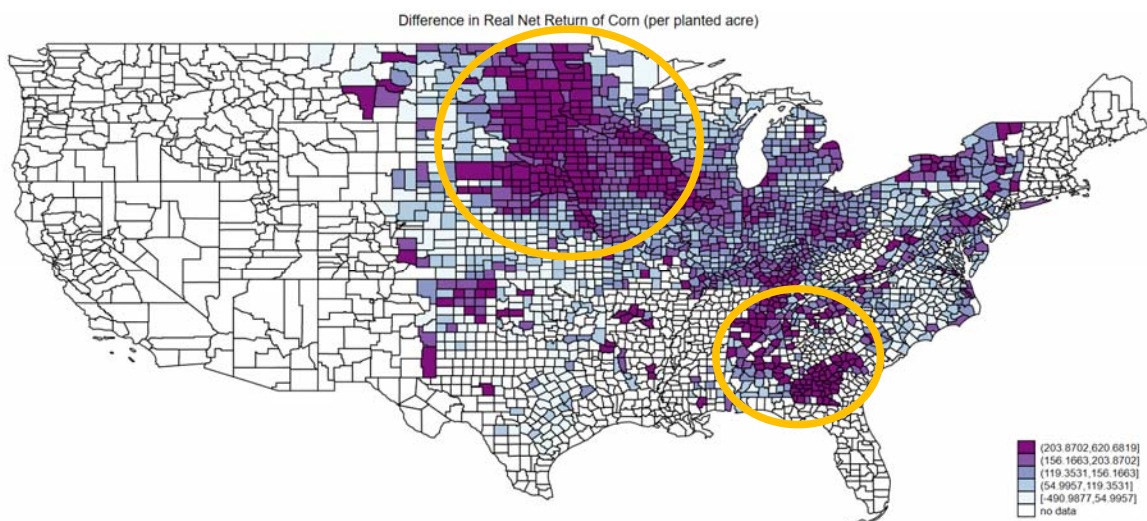 Difference in Real Net Return of Corn (per planted acre)
(203.8702,620.6819]
(156.1663,203.8702]
(119.3531,156.1663]
(54.9957,119.3531]
[-490.9877,54.9957]
no data